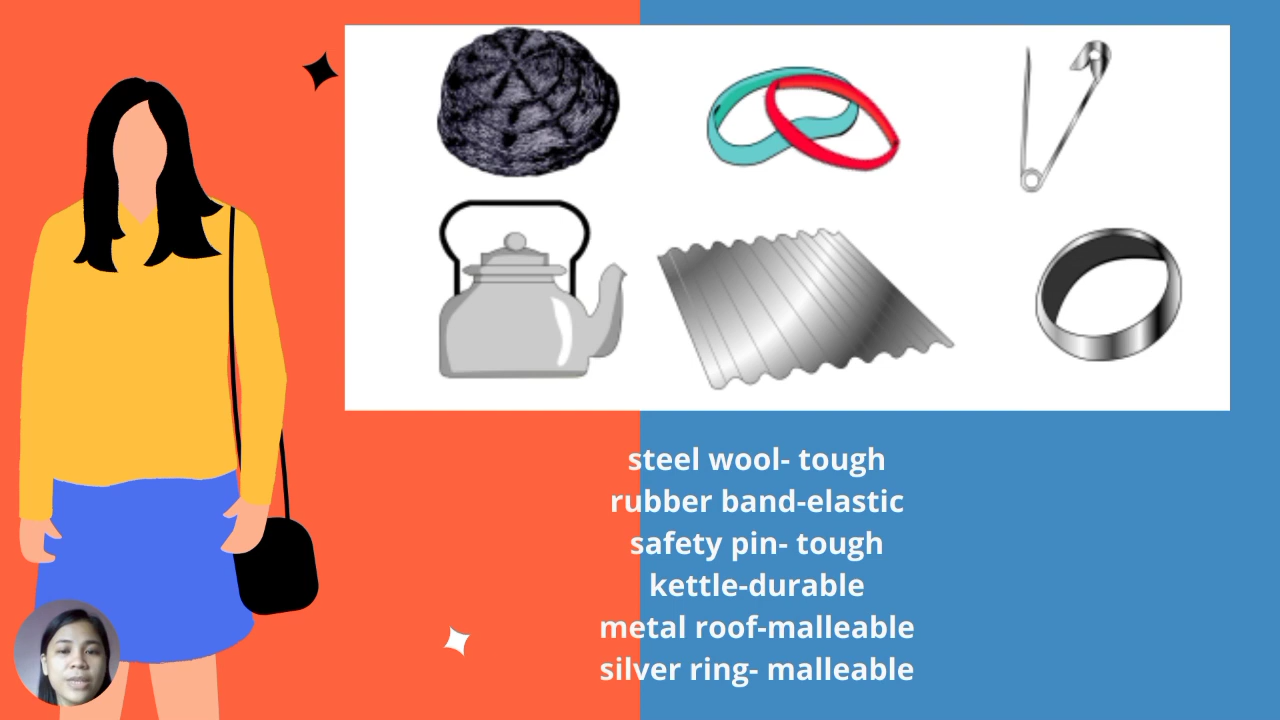 steel wool- tough
rubber band-elastic
safety pin- tough
kettle-durable
metal roof-malleable
silver ring- malleable